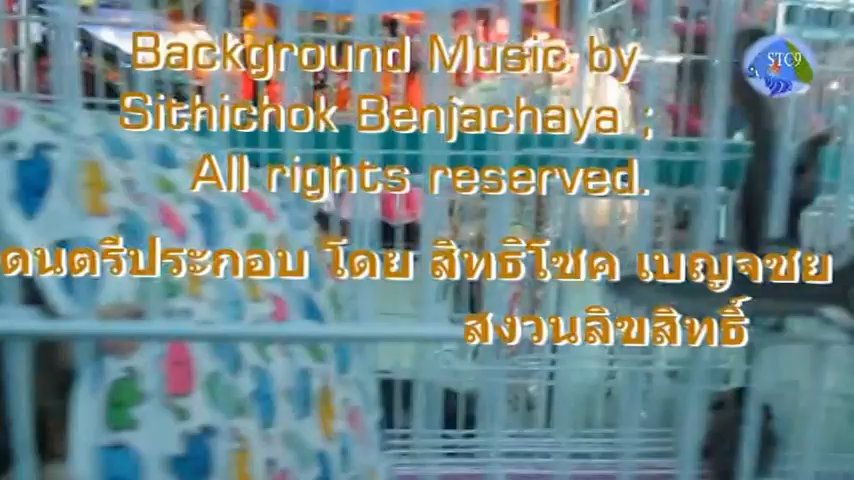 Background Music by
Sithichok Benjachaya ;
All rights reserved.
ดนตรีประกอบ โดย สิทธิโชค เบญจชย
สงวนลิขสิทธิ์
STC9